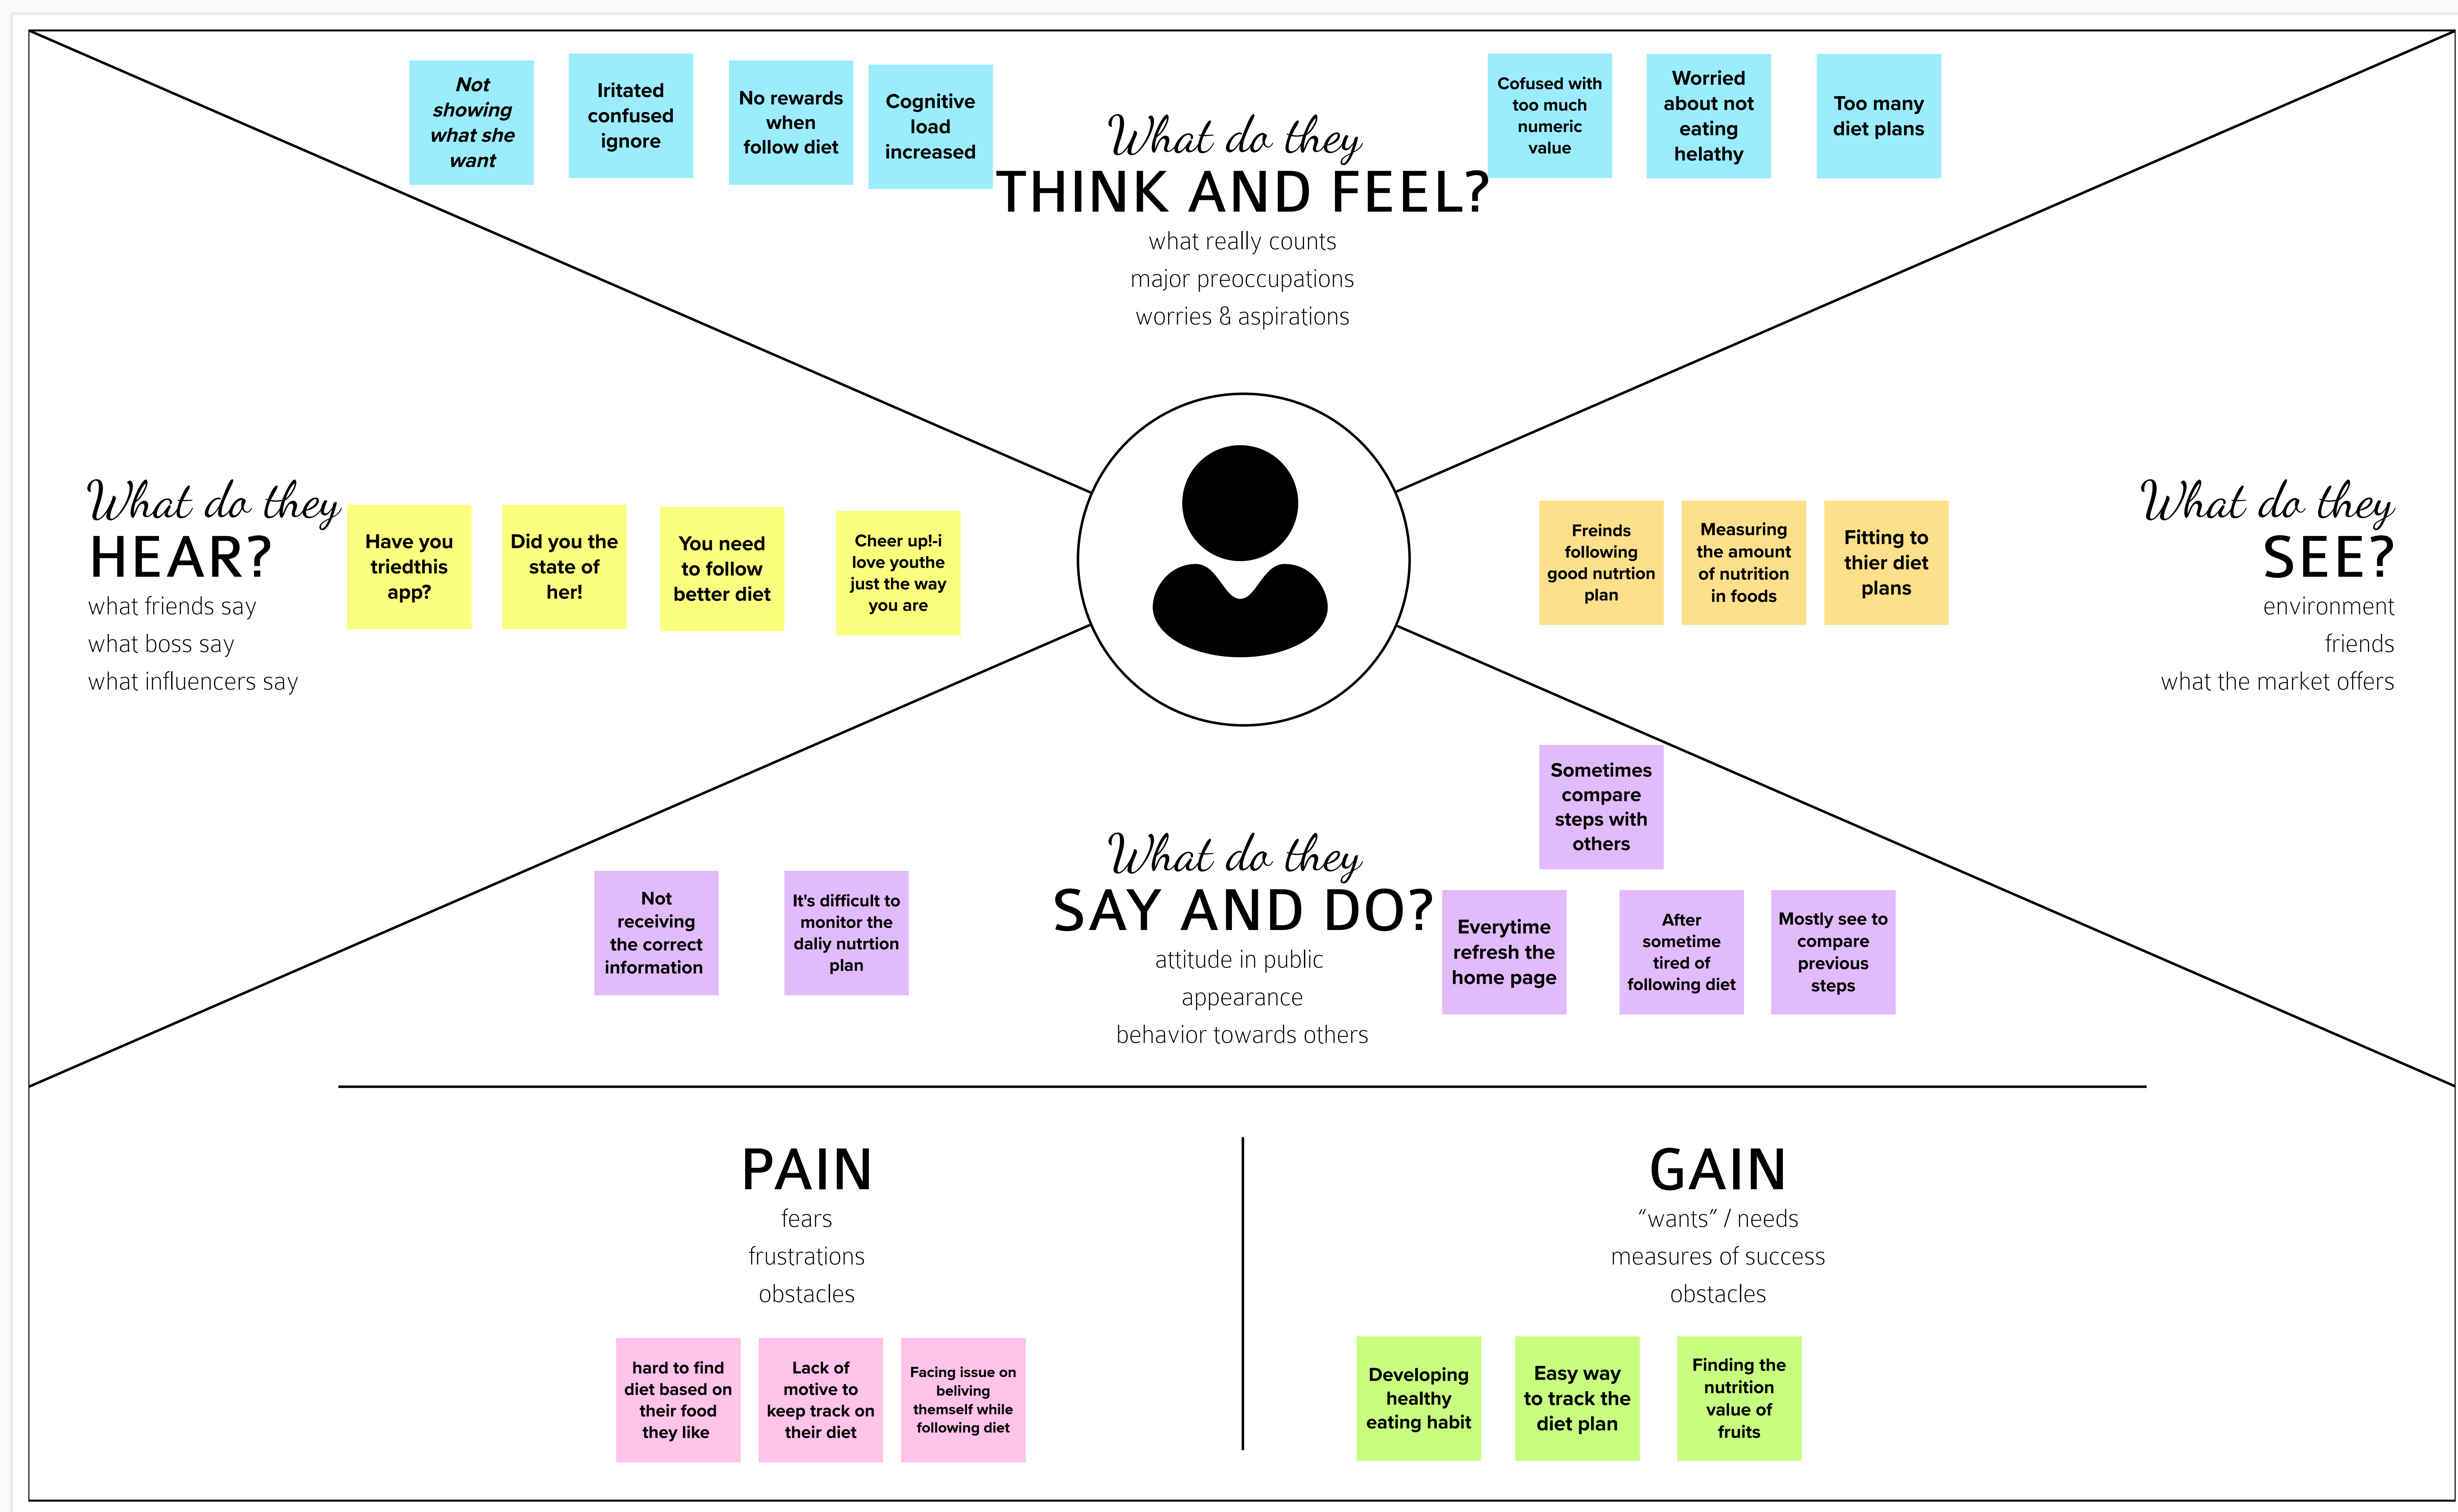 Not
showing
what she
want
Iritated
confused
ignore
No rewards
when
follow diet
Cognitive
load
increased
What do they
THINK AND FEEL?
what really counts
major preoccupations
worries & aspirations
Cofused with
too much
numeric
value
Worried
about not
eating
helathy
Too many
diet plans
What do they
HEAR?
what friends say
what boss say
what influencers say
Have you
triedthis
app?
Did you the
state of
her!
You need
to follow
better diet
Cheer up!-i
love youthe
just the way
you are
Freinds
following
good nutrtion
plan
Measuring
the amount
of nutrition
in foods
Fitting to
thier diet
plans
What do they
SEE?
environment
friends
what the market offers
Not
receiving
the correct
information
It's difficult to
monitor the
daliy nutrtion
plan
What do they
SAY AND DO?
attitude in public
appearance
behavior towards others
Sometimes
compare
steps with
others
Everytime
refresh the
home page
After
sometime
tired of
following diet
Mostly see to
compare
previous
steps
PAIN
fears
frustrations
obstacles
hard to find
diet based on
their food
they like
Lack of
motive to
keep track on
their diet
Facing issue on
beliving
themself while
following diet
GAIN
“wants” / needs
measures of success
obstacles
Developing
healthy
eating habit
Easy way
to track the
diet plan
Finding the
nutrition
value of
fruits